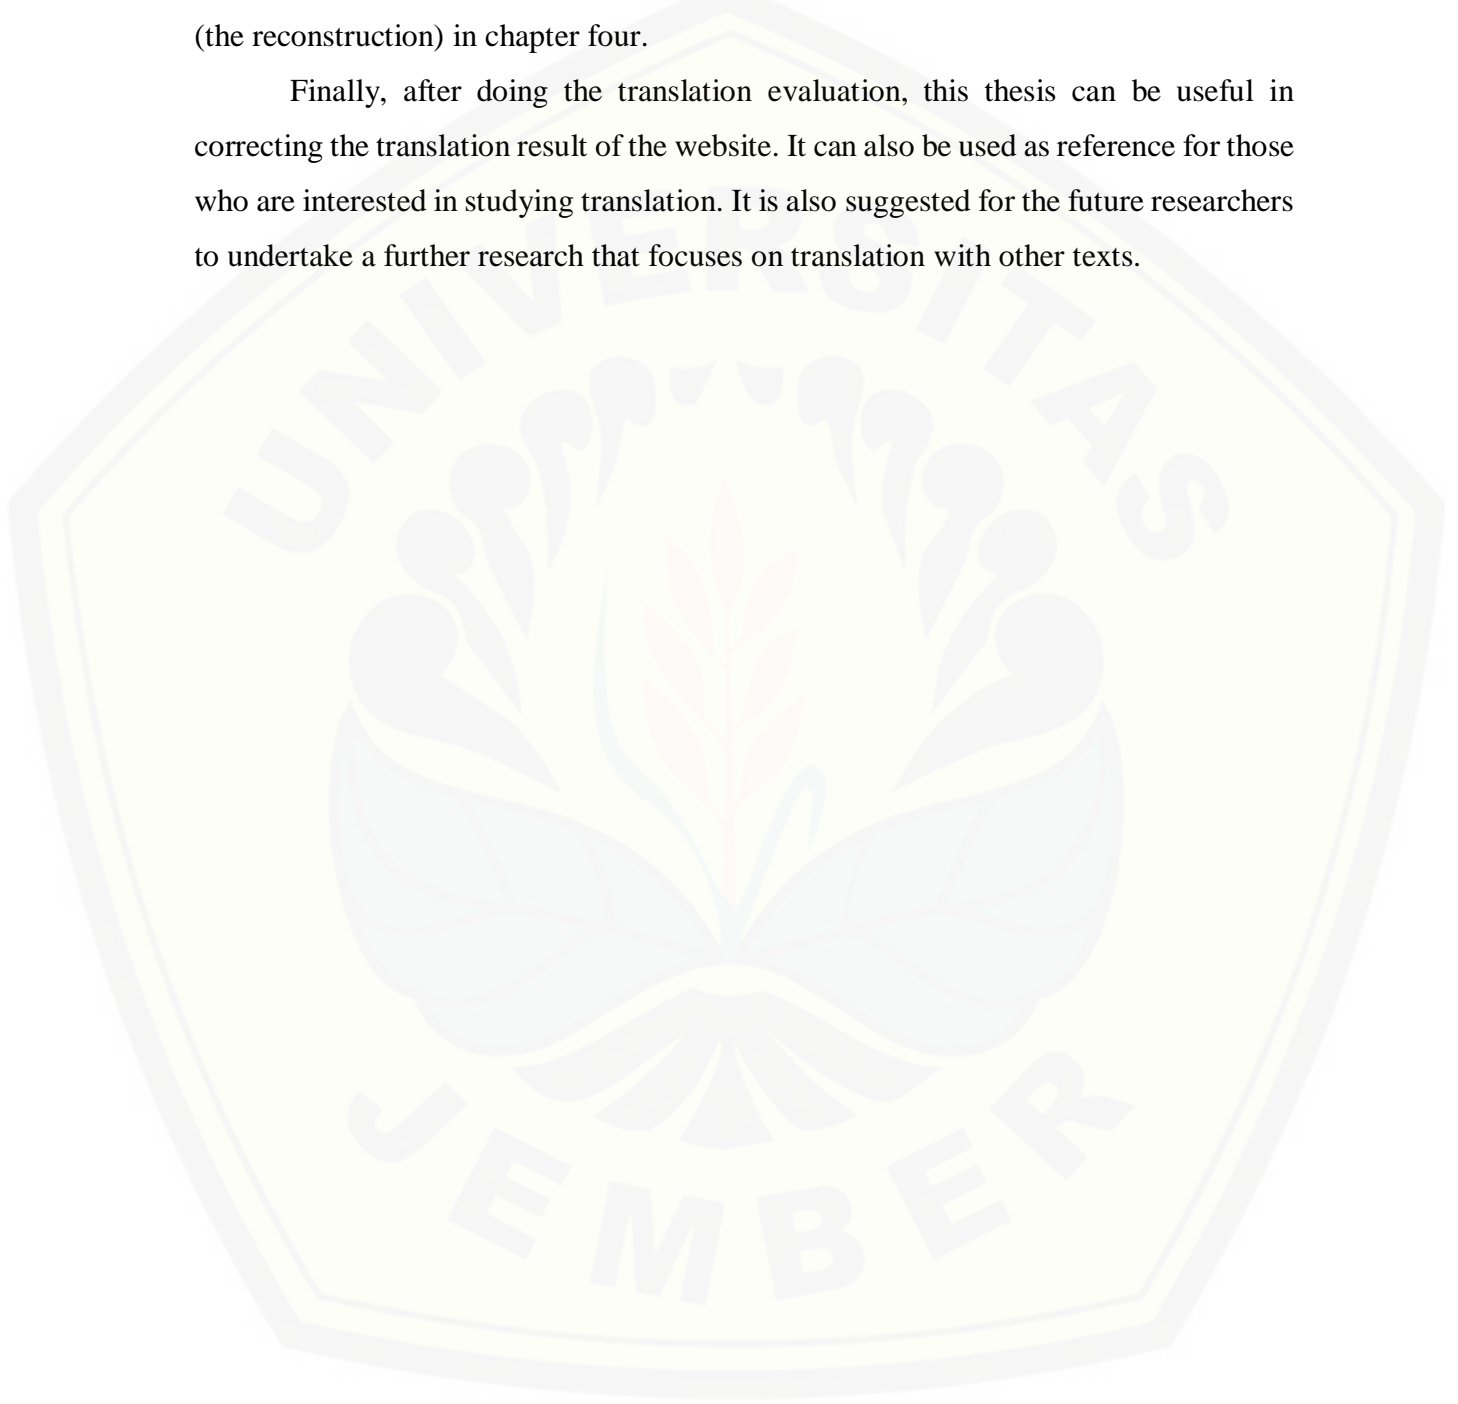 (the reconstruction) in chapter four.
Finally, after doing the translation evaluation, this thesis can be useful in
correcting the translation result of the website. It can also be used as reference for those
who are interested in studying translation. It is also suggested for the future researchers
to undertake a further research that focuses on translation with other texts.
UNIVERSITAS
JEMBER